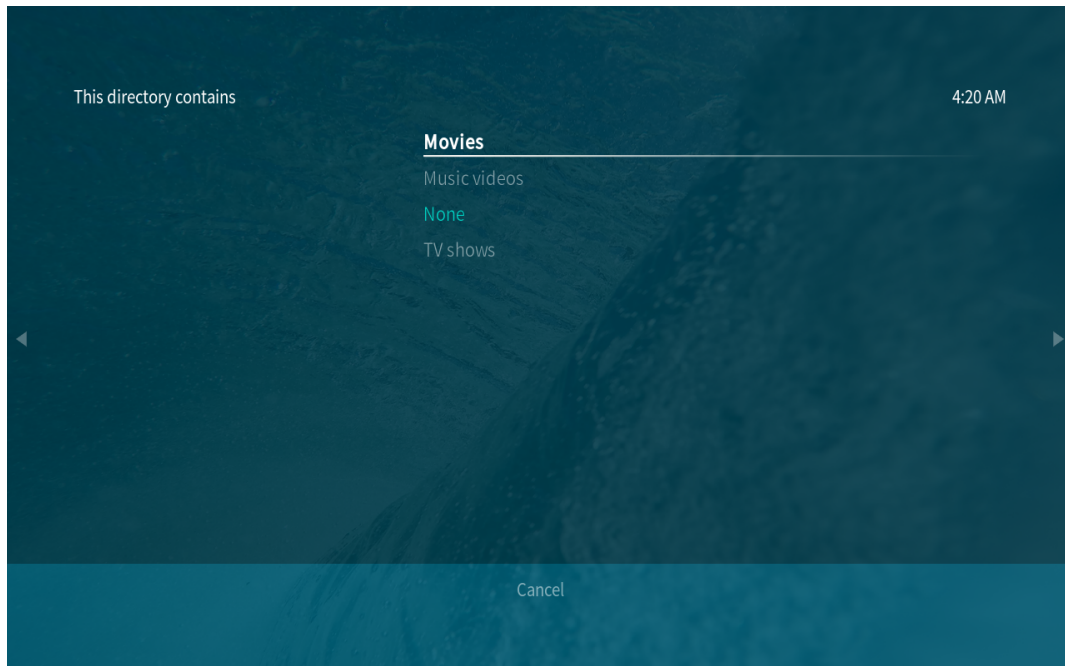 This directory contains
4:20 AM
Movies
Music videos
None
TV shows
Cancel